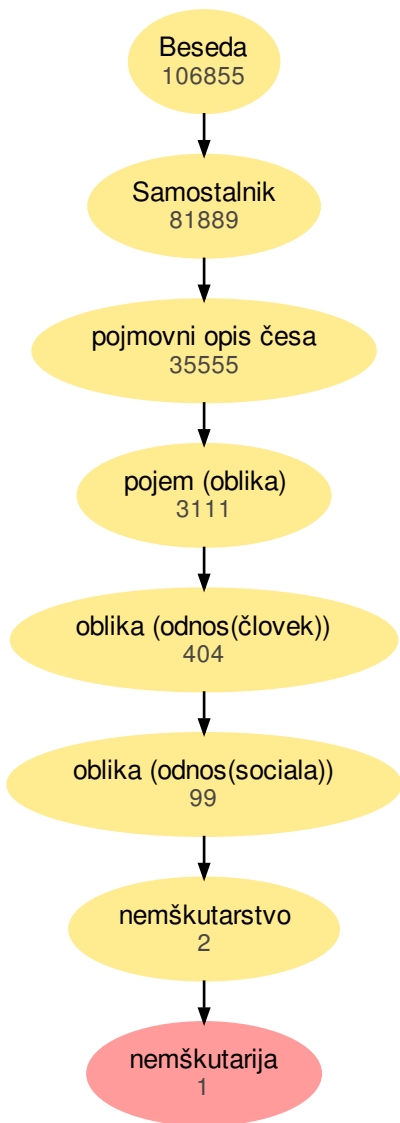 Beseda
106855
Samostalnik
81889
pojmovni opis česa
35555
pojem (oblika)
3111
oblika (odnos(človek))
404
oblika (odnos(sociala))
99
nemškutarstvo
2
nemškutarija
1